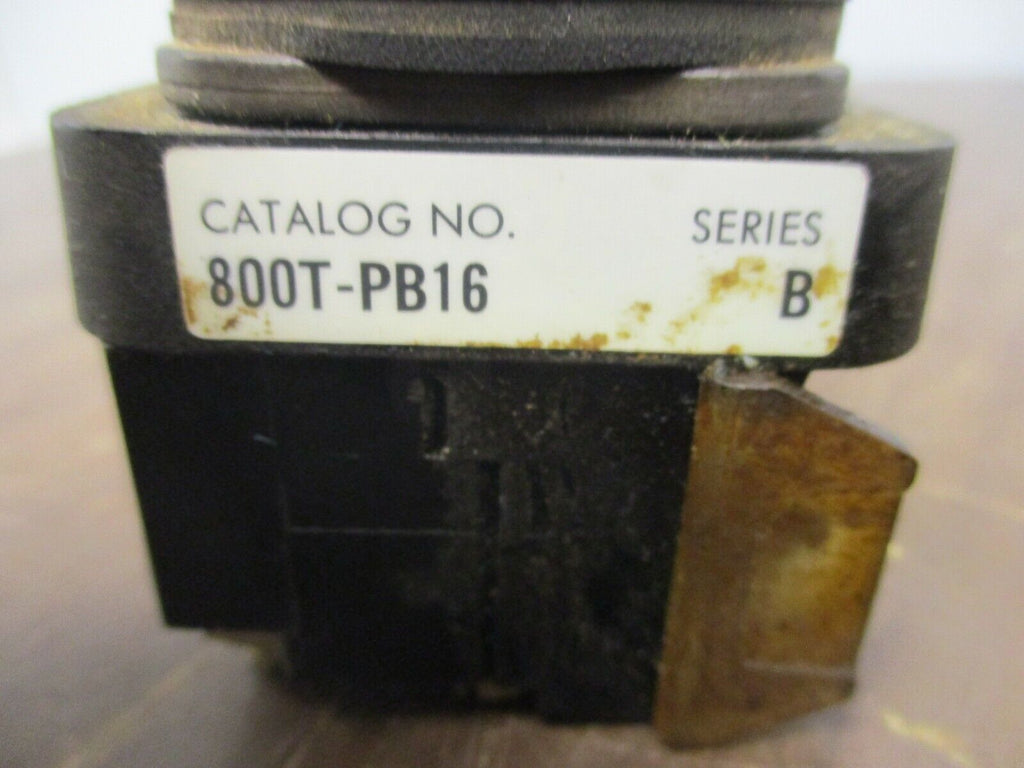 CATALOG NO. SERIES
800T-PB16 B